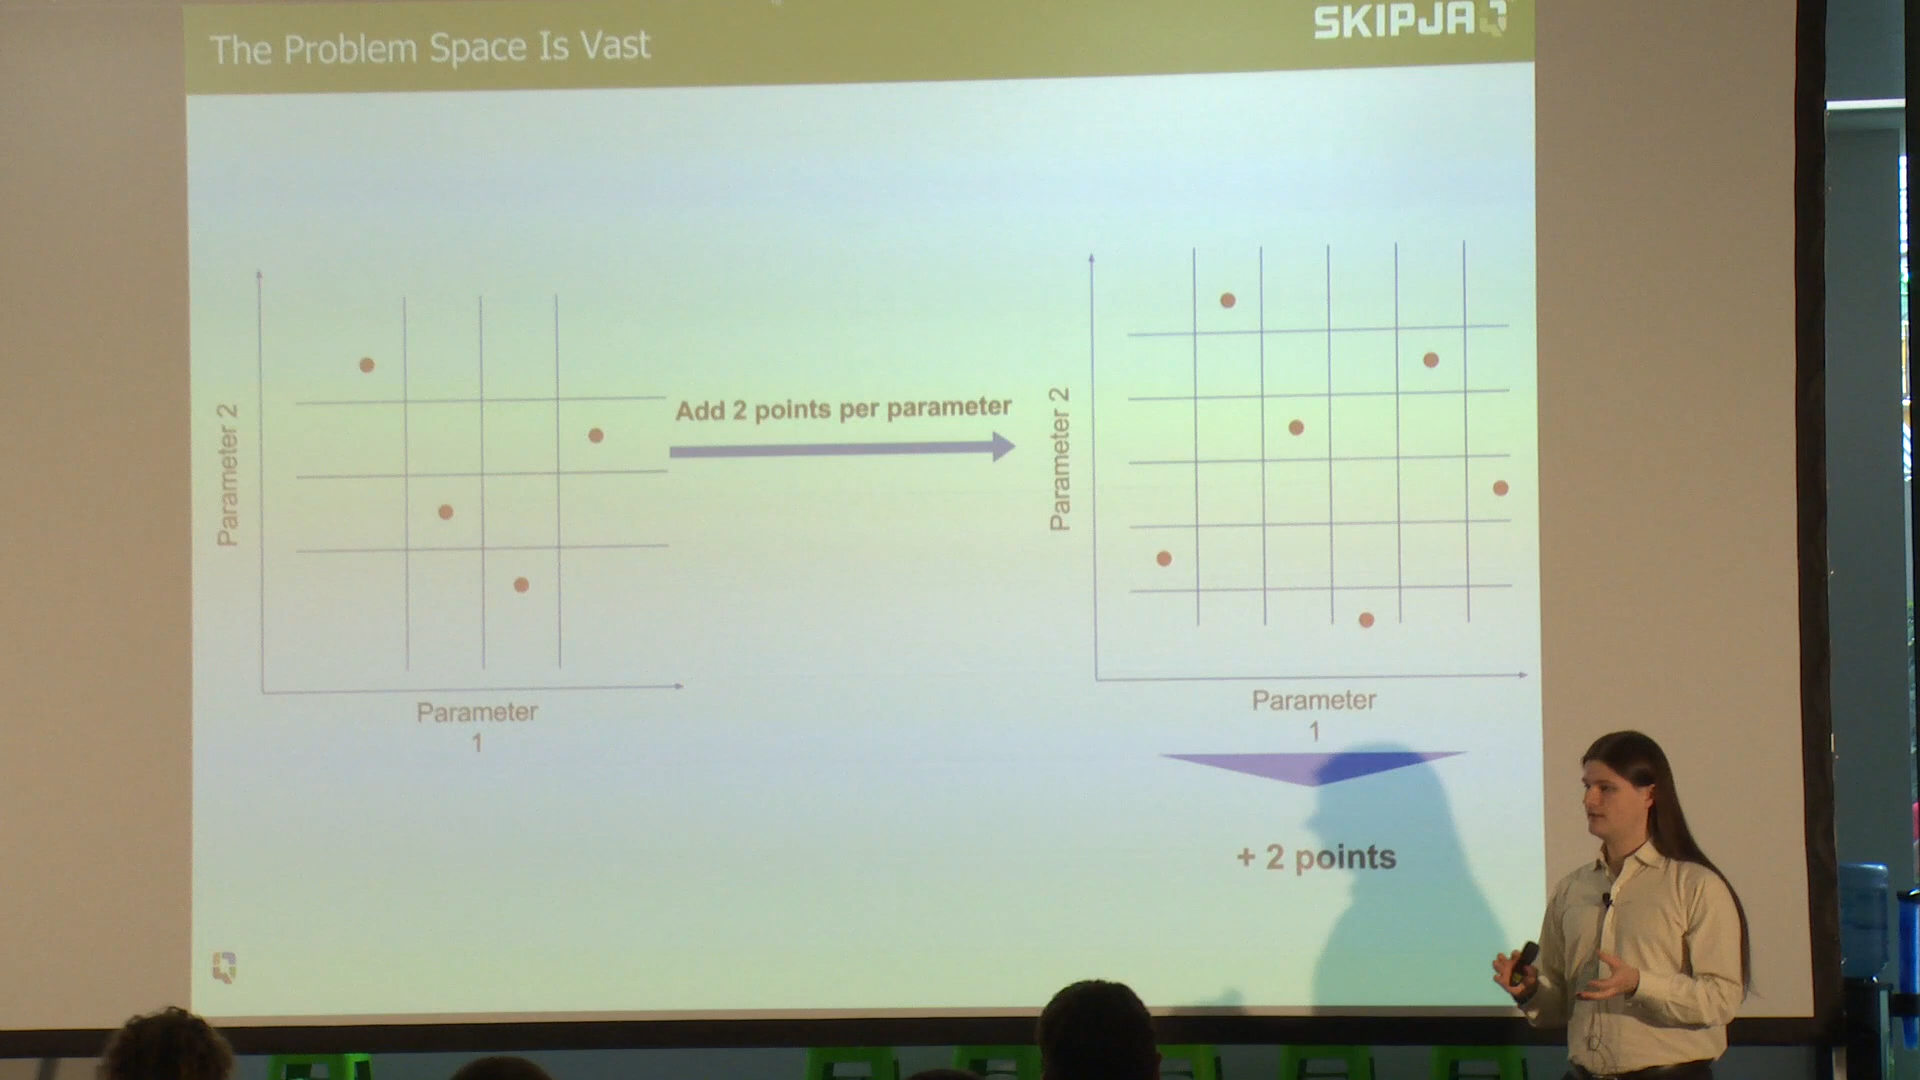 The Problem Space Is Vast
SKIPJAQ
Parameter 2
Parameter
1
Add 2 points per parameter
Parameter 2
Parameter
1
+ 2 points